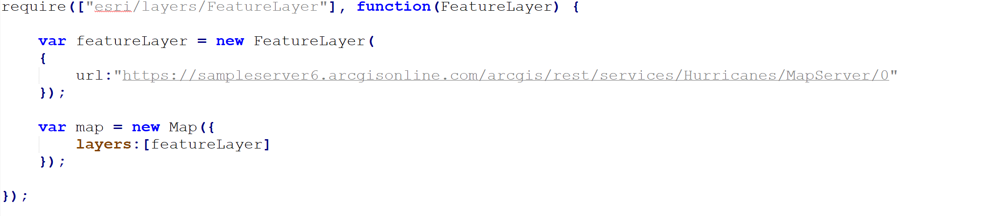 require(["esri/layers/FeatureLayer"], function(FeatureLayer) {
var featureLayer = new FeatureLayer(
{
url:"https://sampleserver6.arcgisonline.com/arcgis/rest/services/Hurricanes/MapServer/0"
});
var map = new Map({
layers:[featureLayer]
});
});